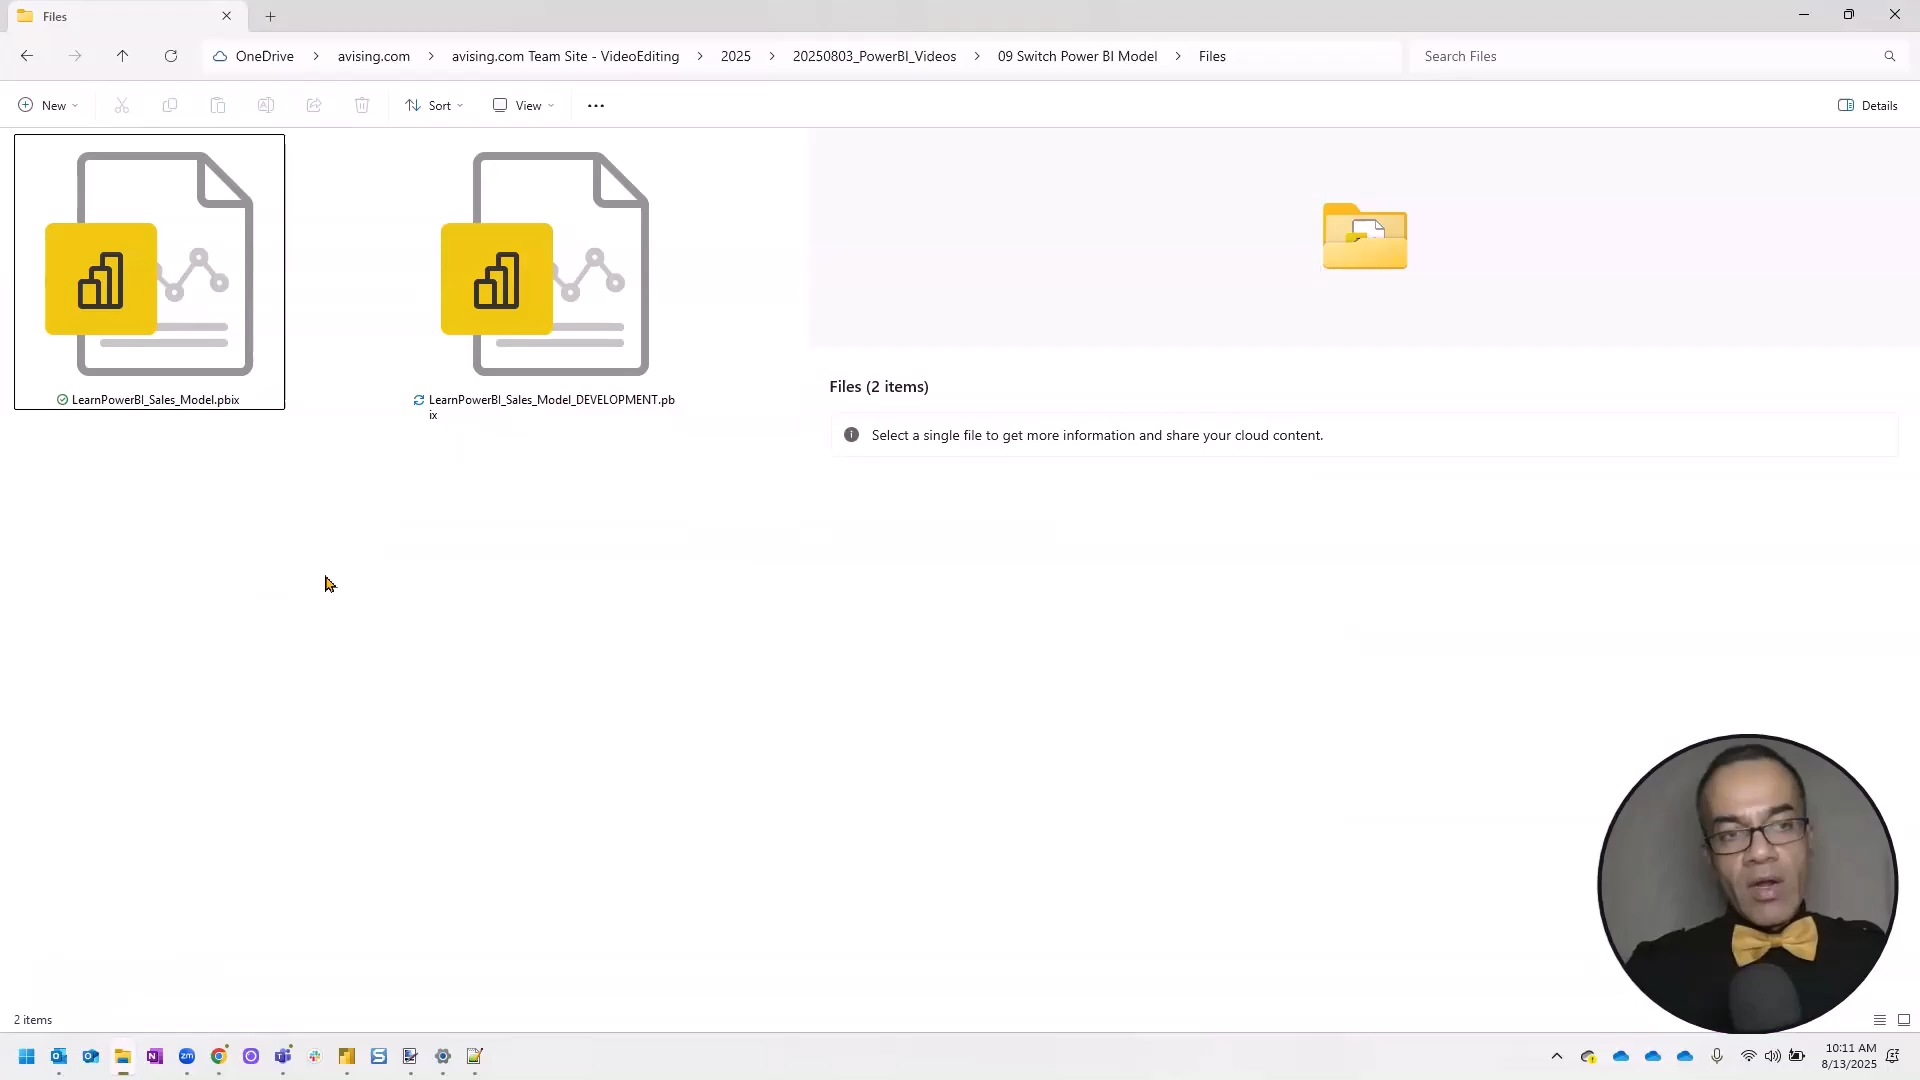 Files
OneDrive > avising.com > avising.com Team Site - VideoEditing > 2025 > 20250803_PowerBI_Videos > 09 Switch Power BI Model > Files
Search Files
New
Sort
View
Details
LearnPowerBI_Sales_Model.pbix
LearnPowerBI_Sales_Model_DEVELOPMENT.pb
ix
Files (2 items)
Select a single file to get more information and share your cloud content.
2 items
zm
10:11 AM
8/13/2025